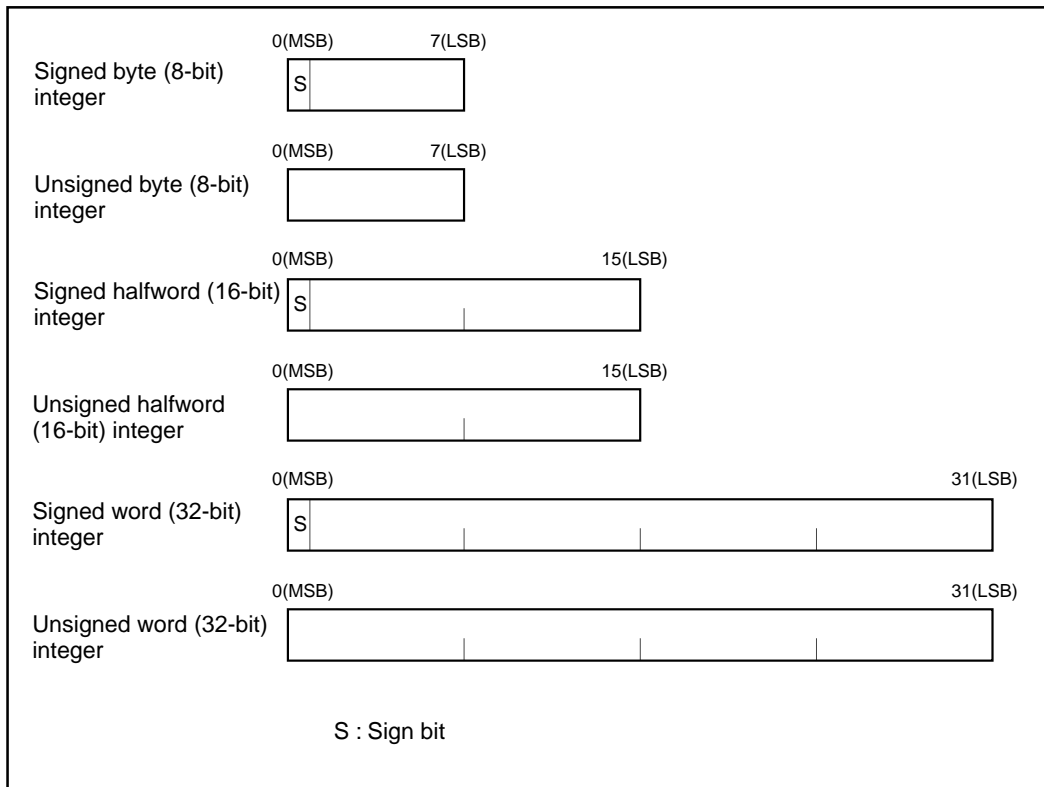 0(MSB) 7(LSB)
Signed byte (8-bit)
integer
S
0(MSB) 7(LSB)
Unsigned byte (8-bit)
integer
0(MSB) 15(LSB)
Signed halfword (16-bit)
integer
S
0(MSB) 15(LSB)
Unsigned halfword
(16-bit) integer
0(MSB) 31(LSB)
Signed word (32-bit)
integer
S
0(MSB) 31(LSB)
Unsigned word (32-bit)
integer
S : Sign bit